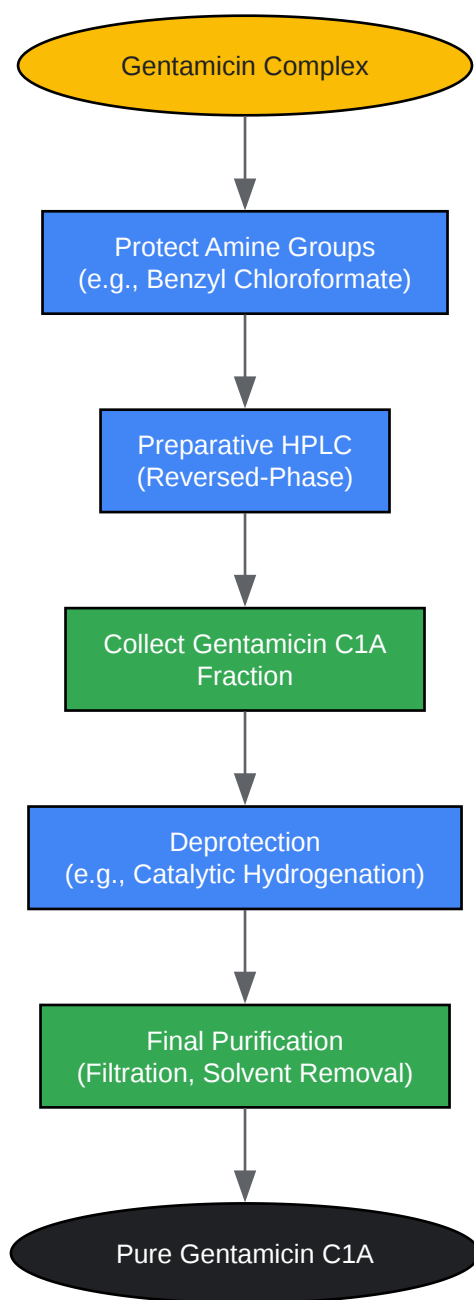 Gentamicin Complex
Protect Amine Groups
(e.g., Benzyl Chloroformate)
Preparative HPLC
(Reversed-Phase)
Collect Gentamicin C1A
Fraction
Deprotection
(e.g., Catalytic Hydrogenation)
Final Purification
(Filtration, Solvent Removal)
Pure Gentamicin C1A